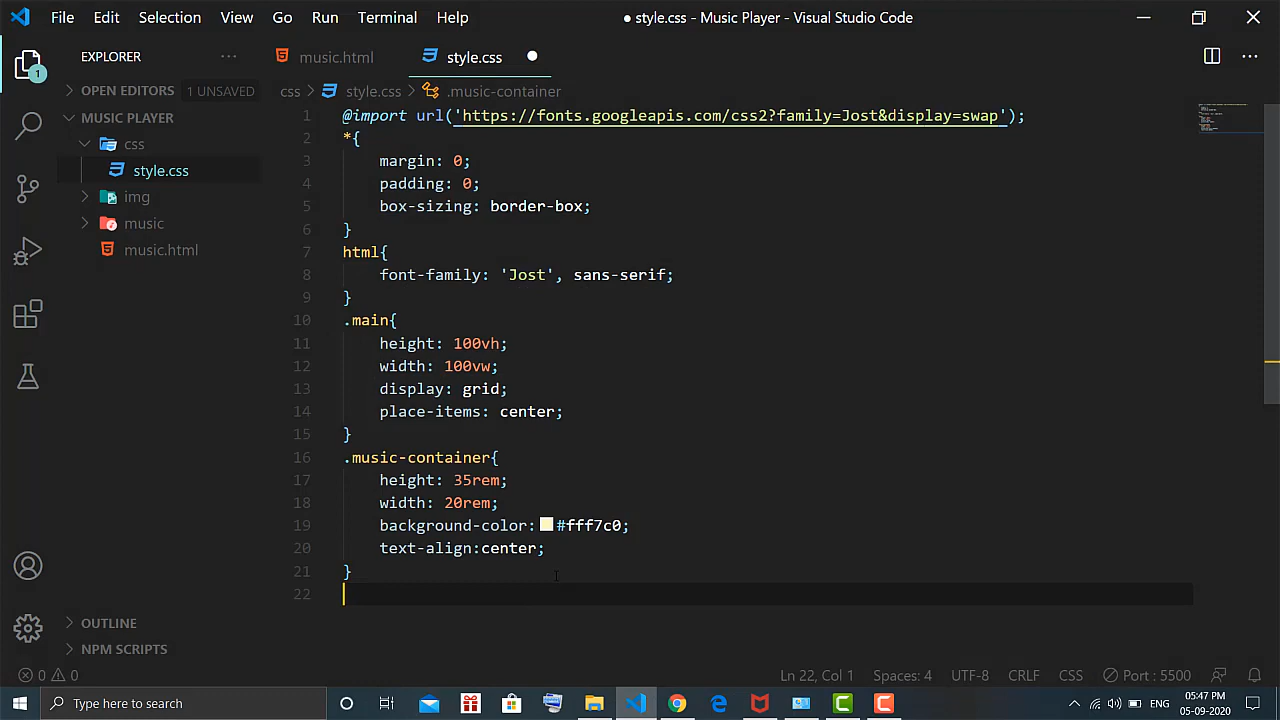 File Edit Selection View Go Run Terminal Help ● style.css - Music Player - Visual Studio Code
EXPLORER ··· music.html style.css
1
OPEN EDITORS 1 UNSAVED
css > style.css > .music-container
MUSIC PLAYER
css
style.css
img
music
music.html
1 @import url('https://fonts.googleapis.com/css2?family=Jost&display=swap');
2 *{
3 margin: 0;
4 padding: 0;
5 box-sizing: border-box;
6 }
7 html{
8 font-family: 'Jost', sans-serif;
9 }
10 .main{
11 height: 100vh;
12 width: 100vw;
13 display: grid;
14 place-items: center;
15 }
16 .music-container{
17 height: 35rem;
18 width: 20rem;
19 background-color: #fff7c0;
20 text-align:center;
21 }
22
OUTLINE
NPM SCRIPTS
0 0 Ln 22, Col 1 Spaces: 4 UTF-8 CRLF CSS Port : 5500
Type here to search ENG 05:47 PM
05-09-2020